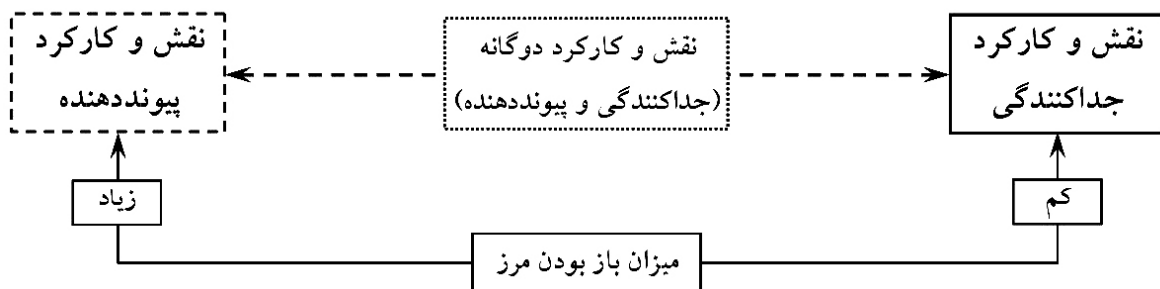 نقش و کارکرد
جداکنندگی
نقش و کارکرد دوگانه
(جداکنندگی و پیونددهنده)
نقش و کارکرد
پیونددهنده
کم
زیاد
میزان باز بودن مرز